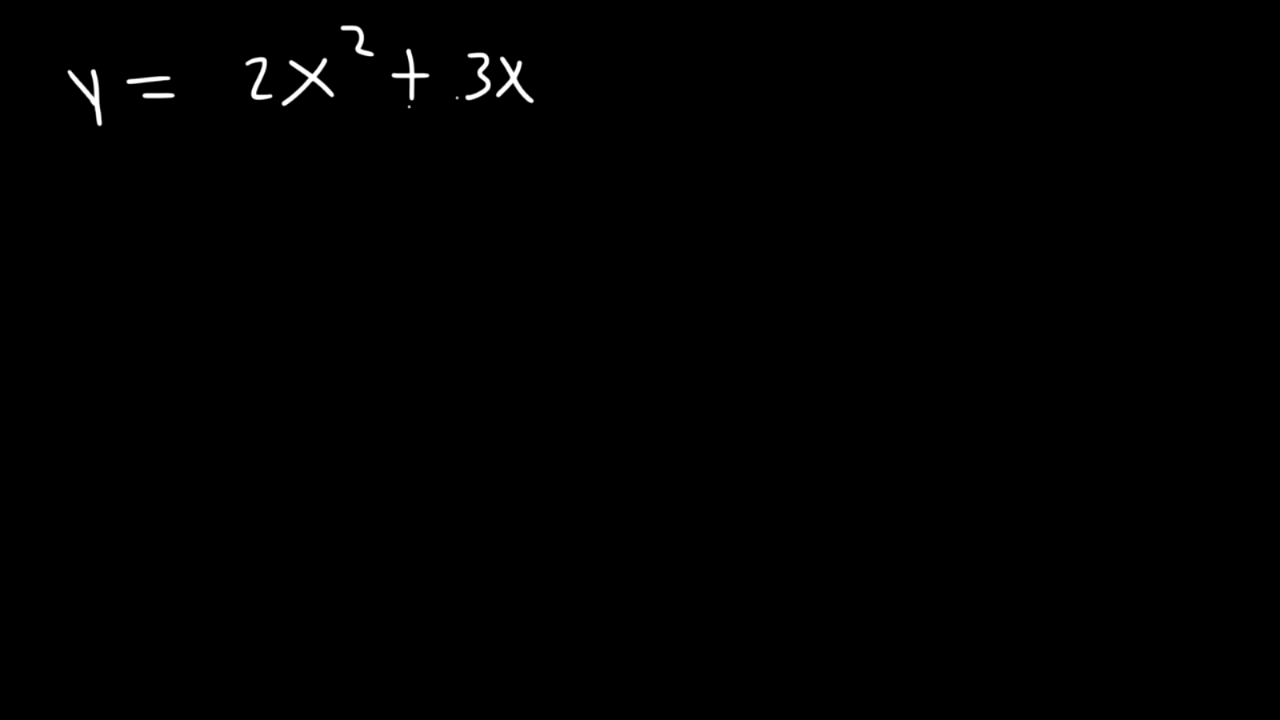 y = 2x² + 3x